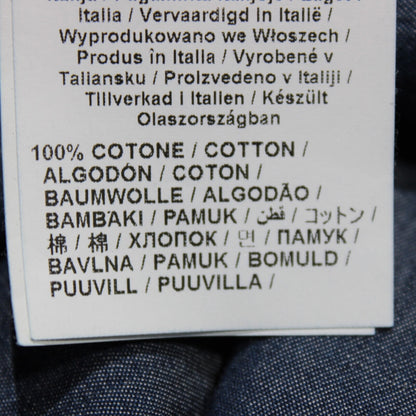 Italia / Vervaardigd in Italië /
Wyprodukowano we Włoszech /
Produs in Italia / Vyrobené v
Taliansku / Proizvedeno v Italiji /
Tillverkad i Italien / Készült
Olaszországban
100% COTONE / COTTON /
ALGODÓN / COTON /
BAUMWOLLE / ALGODÃO /
BAMBAKI / PAMUK / قطن / コットン /
棉 / 棉 / ХЛОПОК / 면 / ПАМУК /
BAVLNA / PAMUK / BOMULD /
PUUVILL / PUUVILLA /